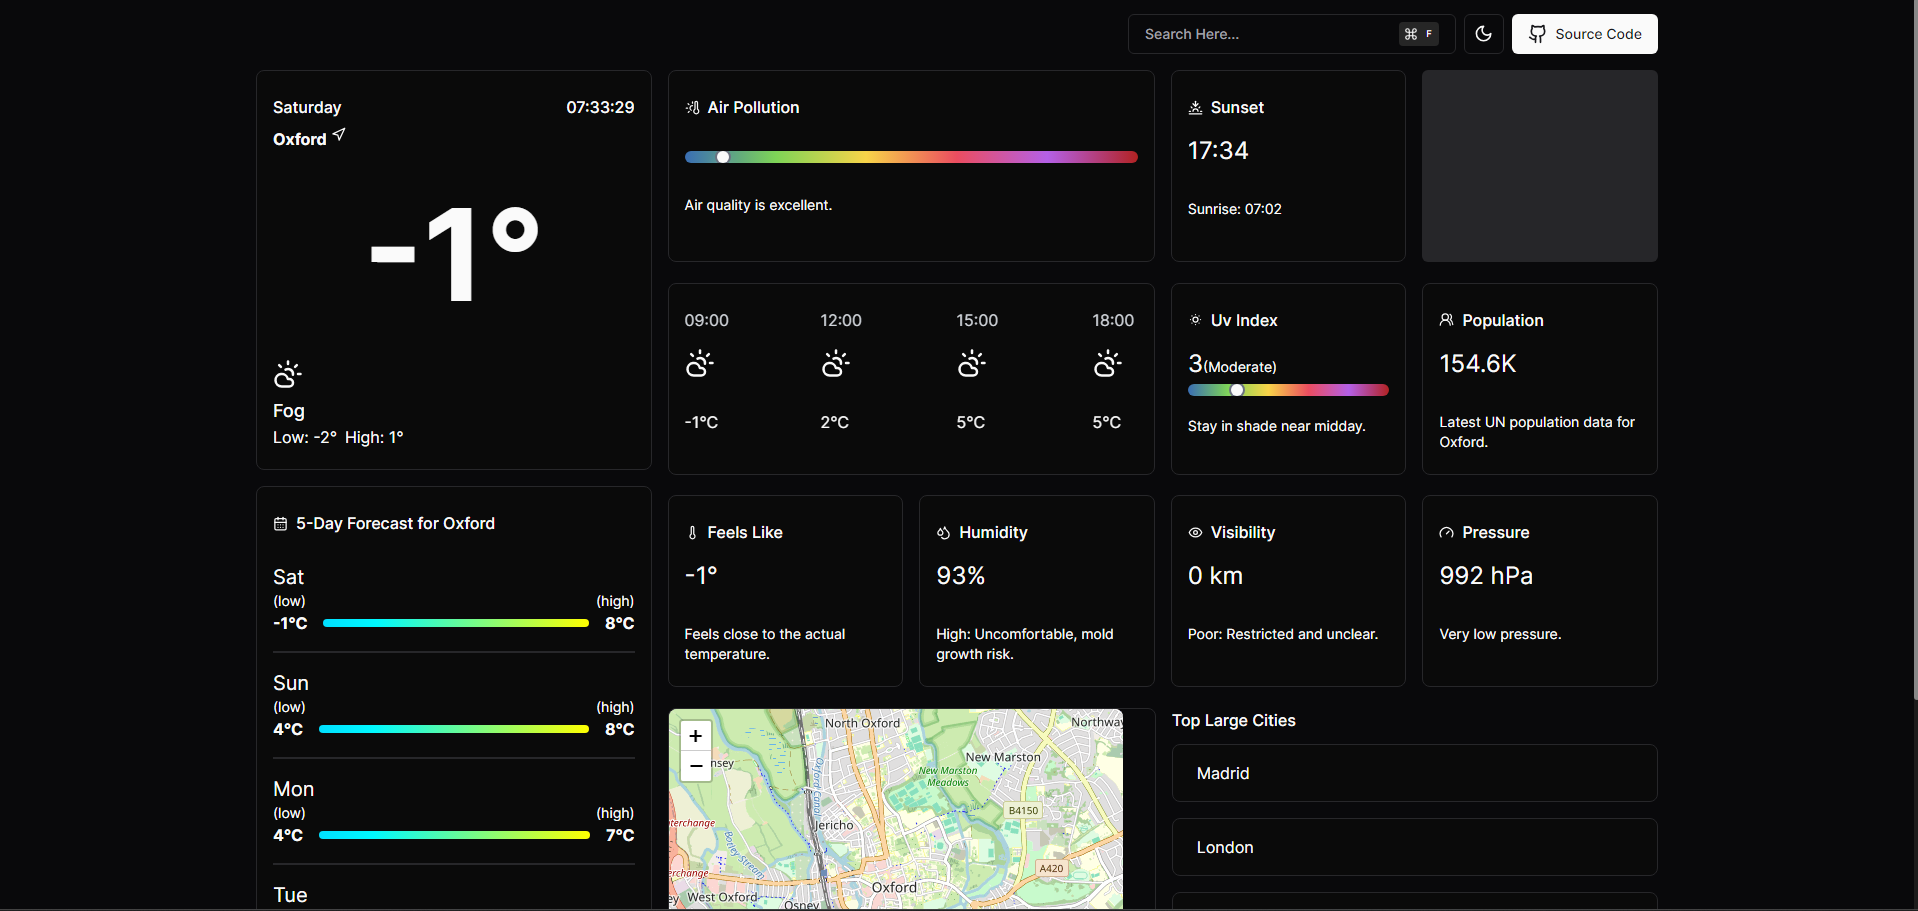 Search Here...
⌘ F
Source Code
Saturday
07:33:29
Oxford
-1°
Fog
Low: -2° High: 1°
Air Pollution
Air quality is excellent.
Sunset
17:34
Sunrise: 07:02
09:00
12:00
15:00
18:00
-1°C
2°C
5°C
5°C
Uv Index
3(Moderate)
Stay in shade near midday.
Population
154.6K
Latest UN population data for
Oxford.
5-Day Forecast for Oxford
Sat
(low)
(high)
-1°C
8°C
Sun
(low)
(high)
4°C
8°C
Mon
(low)
(high)
4°C
7°C
Tue
Feels Like
-1°
Feels close to the actual
temperature.
Humidity
93%
High: Uncomfortable, mold
growth risk.
Visibility
0 km
Poor: Restricted and unclear.
Pressure
992 hPa
Very low pressure.
+
−
North Oxford
Northway
nsey
New Marston
New Marston
Meadows
Oxford Canal
B4150
Jericho
terchange
Botley Stream
erchange
A420
Oxford
West Oxford
Osney
Top Large Cities
Madrid
London